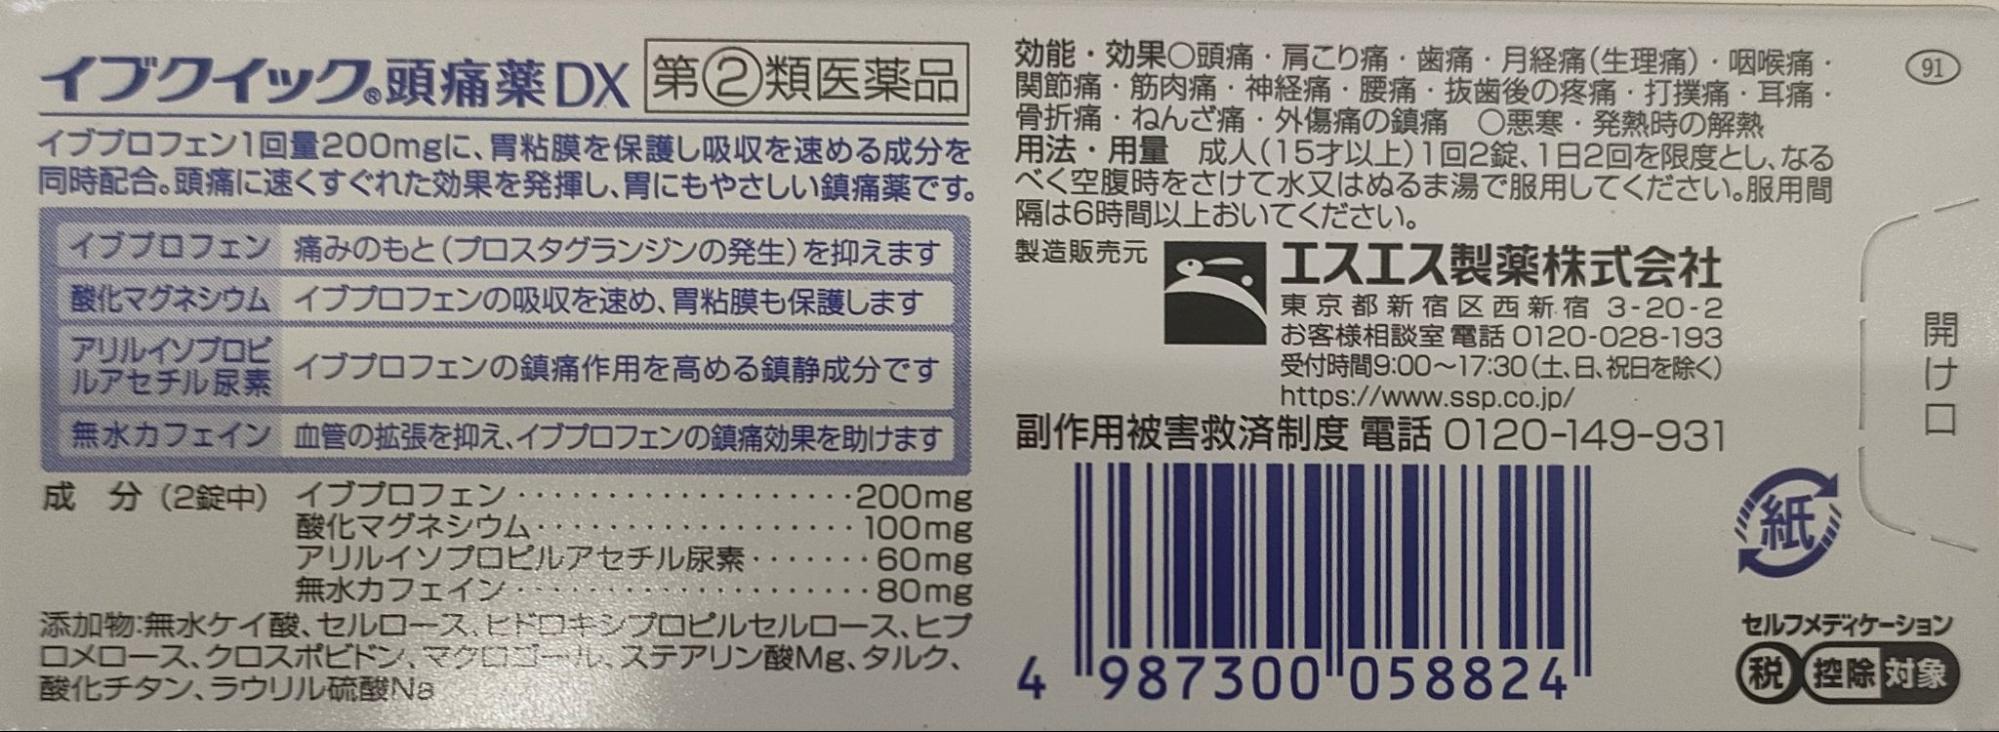 イブクイック®頭痛薬DX 第②類医薬品
イブプロフェン1回量200mgに、胃粘膜を保護し吸収を速める成分を
同時配合。頭痛に速くすぐれた効果を発揮し、胃にもやさしい鎮痛薬です。
イブプロフェン 痛みのもと(プロスタグランジンの発生)を抑えます
酸化マグネシウム イブプロフェンの吸収を速め、胃粘膜も保護します
アリルイソプロピ
ルアセチル尿素 イブプロフェンの鎮痛作用を高める鎮静成分です
無水カフェイン 血管の拡張を抑え、イブプロフェンの鎮痛効果を助けます
成 分(2錠中) イブプロフェン・・・・・・・・・・・・・・・・・・・・200mg
酸化マグネシウム・・・・・・・・・・・・・・・・・・・100mg
アリルイソプロピルアセチル尿素・・・・・・・60mg
無水カフェイン・・・・・・・・・・・・・・・・・・・・・80mg
添加物:無水ケイ酸、セルロース、ヒドロキシプロピルセルロース、ヒプ
ロメロース、クロスポビドン、マクロゴール、ステアリン酸Mg、タルク、
酸化チタン、ラウリル硫酸Na
効能・効果○頭痛・肩こり痛・歯痛・月経痛(生理痛)・咽喉痛・
関節痛・筋肉痛・神経痛・腰痛・抜歯後の疼痛・打撲痛・耳痛・
骨折痛・ねんざ痛・外傷痛の鎮痛 ○悪寒・発熱時の解熱
用法・用量 成人(15才以上)1回2錠、1日2回を限度とし、なる
べく空腹時をさけて水又はぬるま湯で服用してください。服用間
隔は6時間以上おいてください。
製造販売元 エスエス製薬株式会社
東京都新宿区西新宿 3-20-2
お客様相談室 電話 0120-028-193
受付時間9:00〜17:30(土、日、祝日を除く)
https://www.ssp.co.jp/
副作用被害救済制度 電話 0120-149-931
4 987300 058824
91
開け口
紙
セルフメディケーション
税 控除 対象